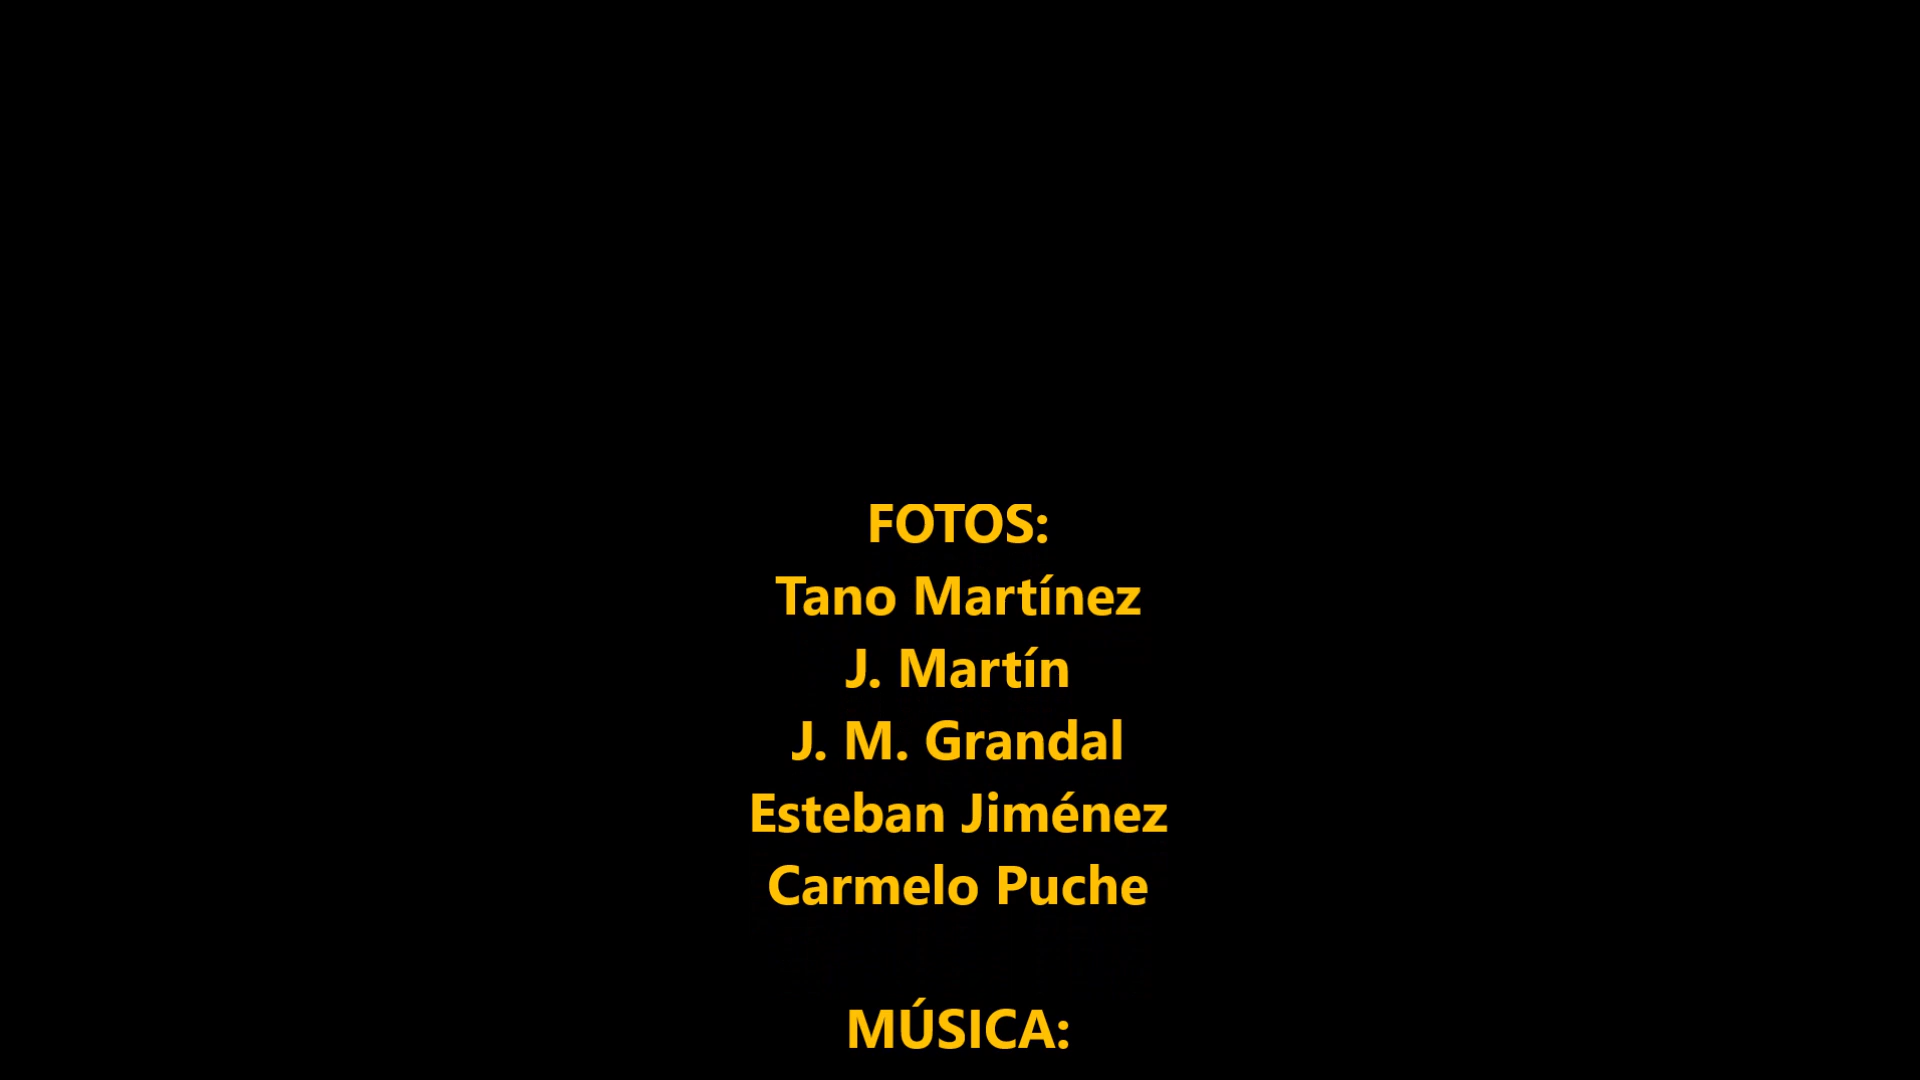 FOTOS:
Tano Martínez
J. Martín
J. M. Grandal
Esteban Jiménez
Carmelo Puche
MÚSICA: